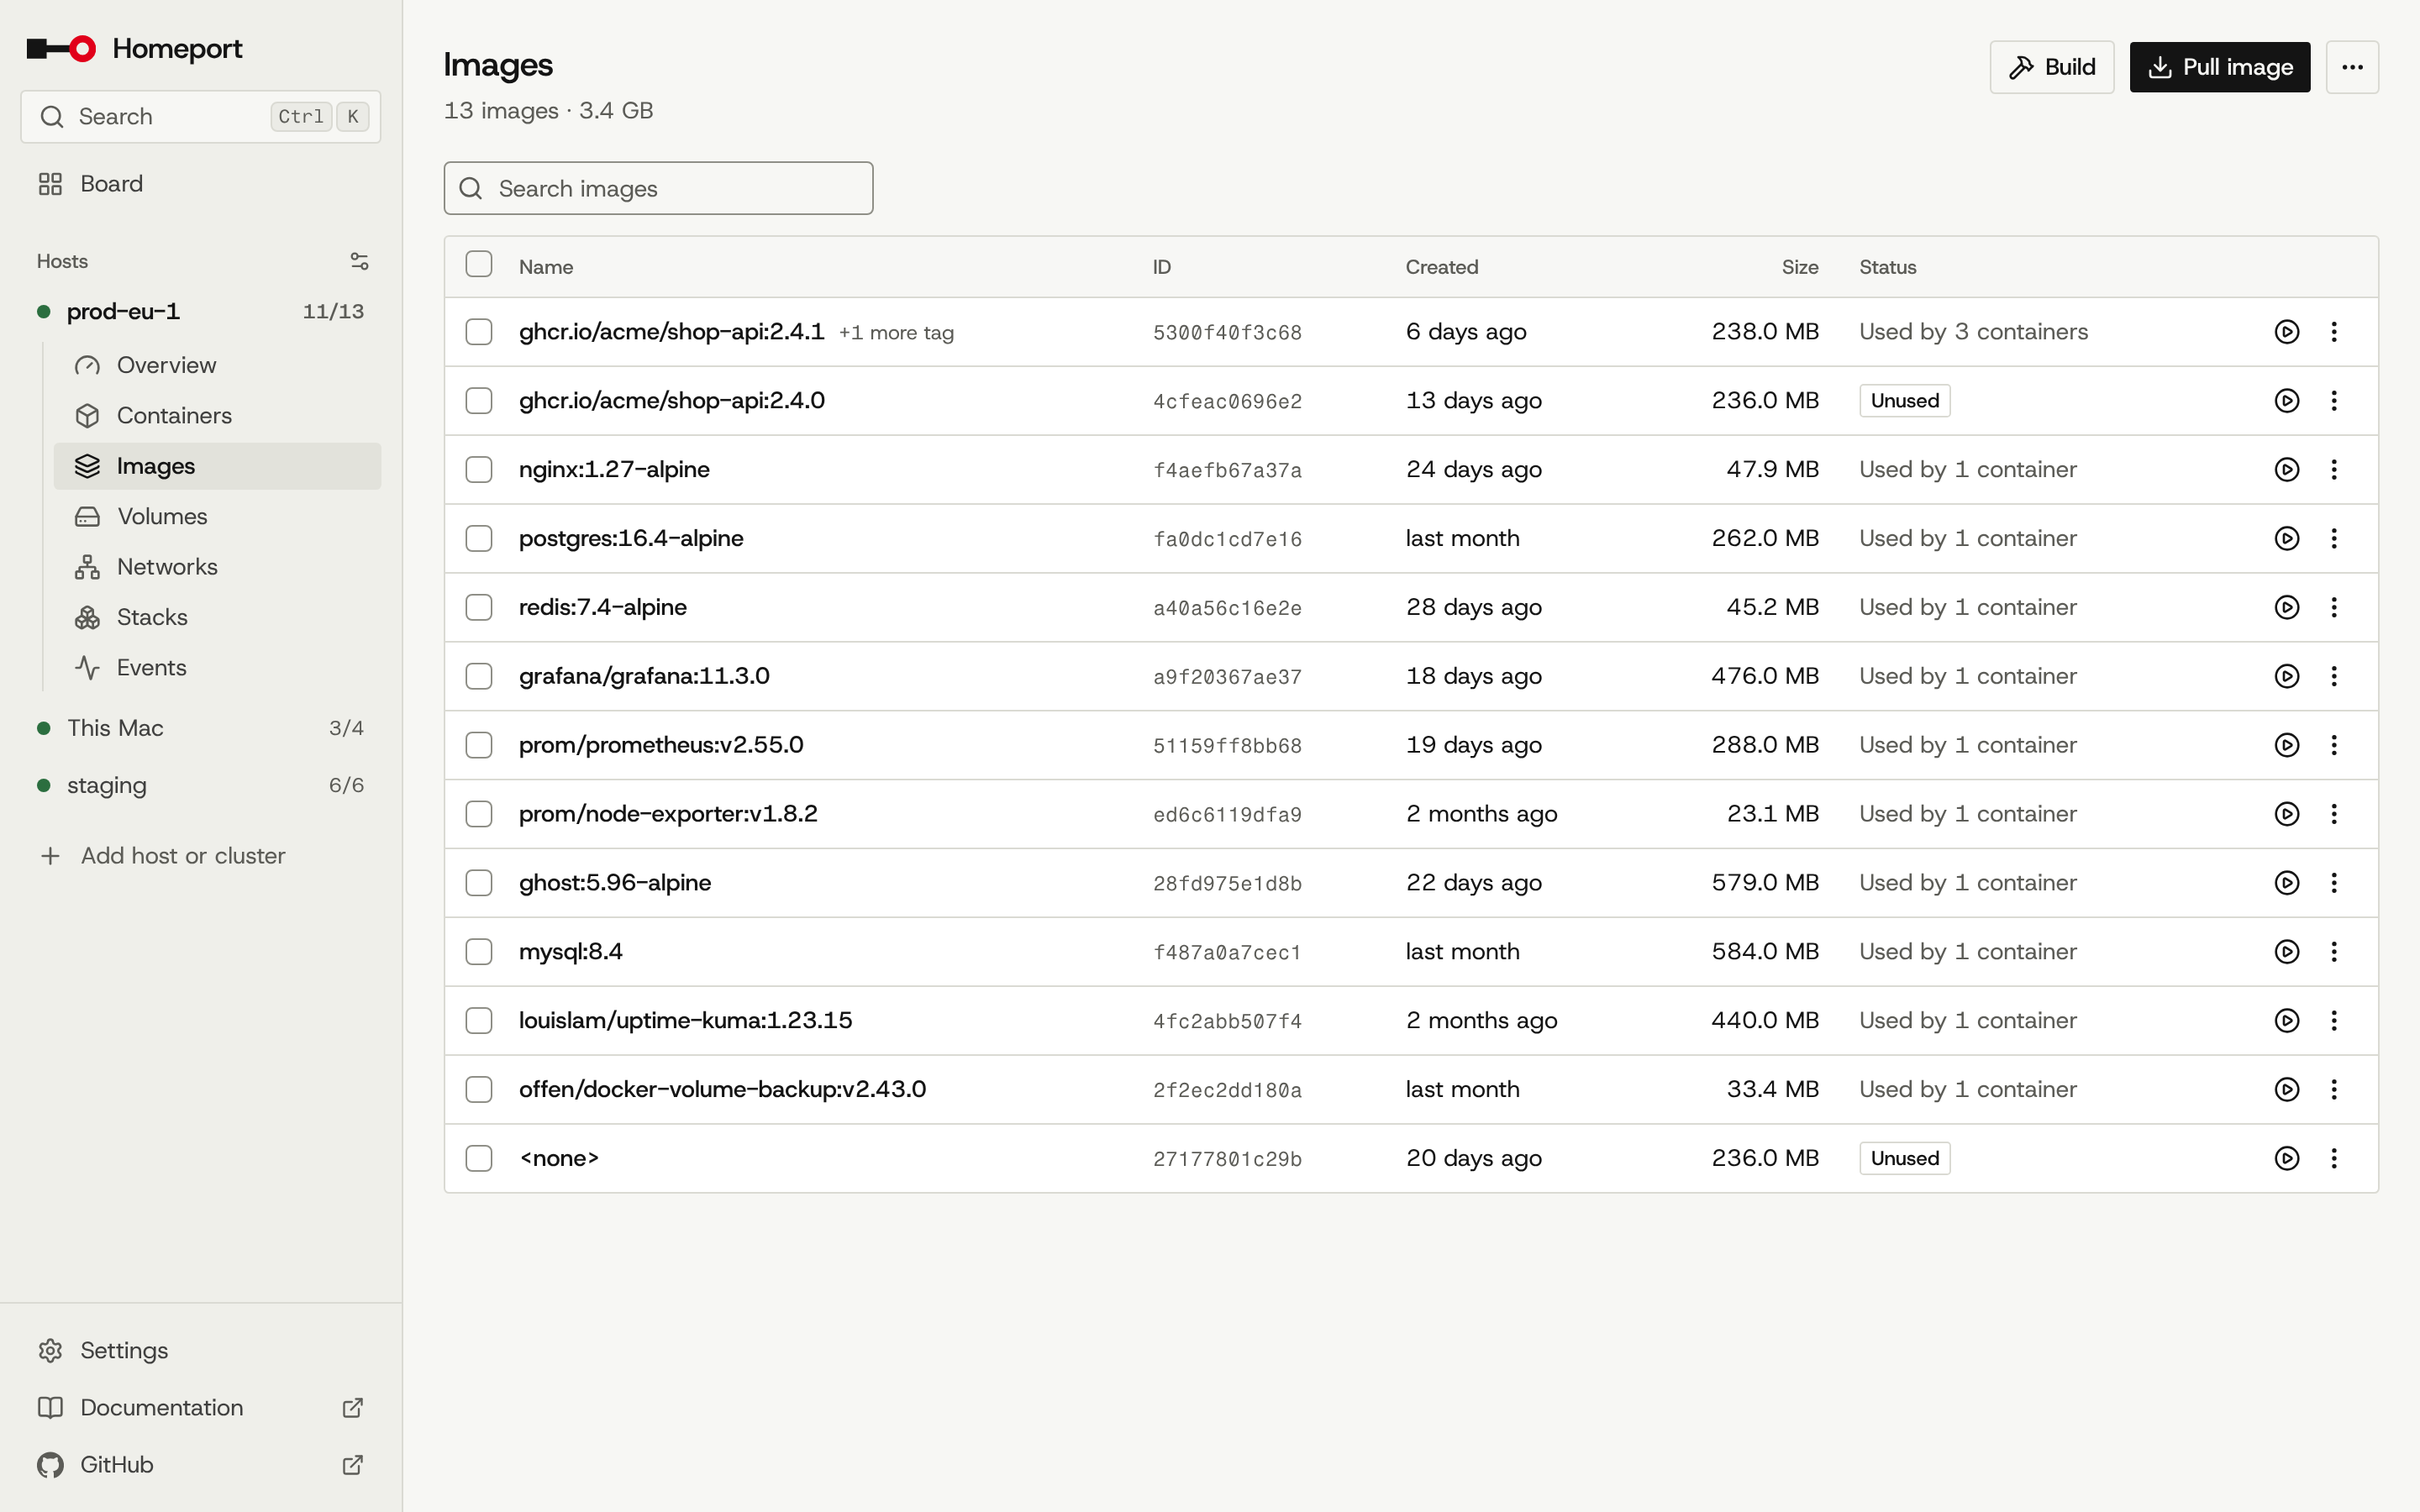 Homeport
Search Ctrl K
Board
Hosts
prod-eu-1 11/13
Overview
Containers
Images
Volumes
Networks
Stacks
Events
This Mac 3/4
staging 6/6
Add host or cluster
Settings
Documentation
GitHub
Images
13 images · 3.4 GB
Build
Pull image
Search images
Name ID Created Size Status
ghcr.io/acme/shop-api:2.4.1 +1 more tag 5300f40f3c68 6 days ago 238.0 MB Used by 3 containers
ghcr.io/acme/shop-api:2.4.0 4cfeac0696e2 13 days ago 236.0 MB Unused
nginx:1.27-alpine f4aefb67a37a 24 days ago 47.9 MB Used by 1 container
postgres:16.4-alpine fa0dc1cd7e16 last month 262.0 MB Used by 1 container
redis:7.4-alpine a40a56c16e2e 28 days ago 45.2 MB Used by 1 container
grafana/grafana:11.3.0 a9f20367ae37 18 days ago 476.0 MB Used by 1 container
prom/prometheus:v2.55.0 51159ff8bb68 19 days ago 288.0 MB Used by 1 container
prom/node-exporter:v1.8.2 ed6c6119dfa9 2 months ago 23.1 MB Used by 1 container
ghost:5.96-alpine 28fd975e1d8b 22 days ago 579.0 MB Used by 1 container
mysql:8.4 f487a0a7cec1 last month 584.0 MB Used by 1 container
louislam/uptime-kuma:1.23.15 4fc2abb507f4 2 months ago 440.0 MB Used by 1 container
offen/docker-volume-backup:v2.43.0 2f2ec2dd180a last month 33.4 MB Used by 1 container
<none> 27177801c29b 20 days ago 236.0 MB Unused